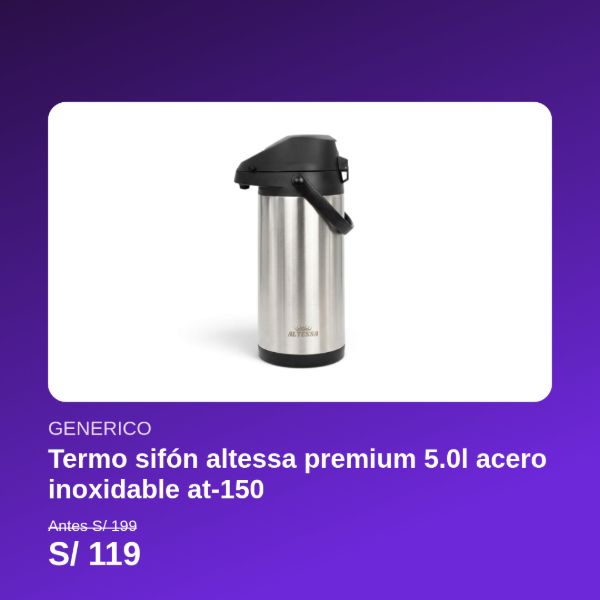 ALTESSA
GENERICO
Termo sifón altessa premium 5.0l acero
inoxidable at-150
Antes S/ 199
S/ 119